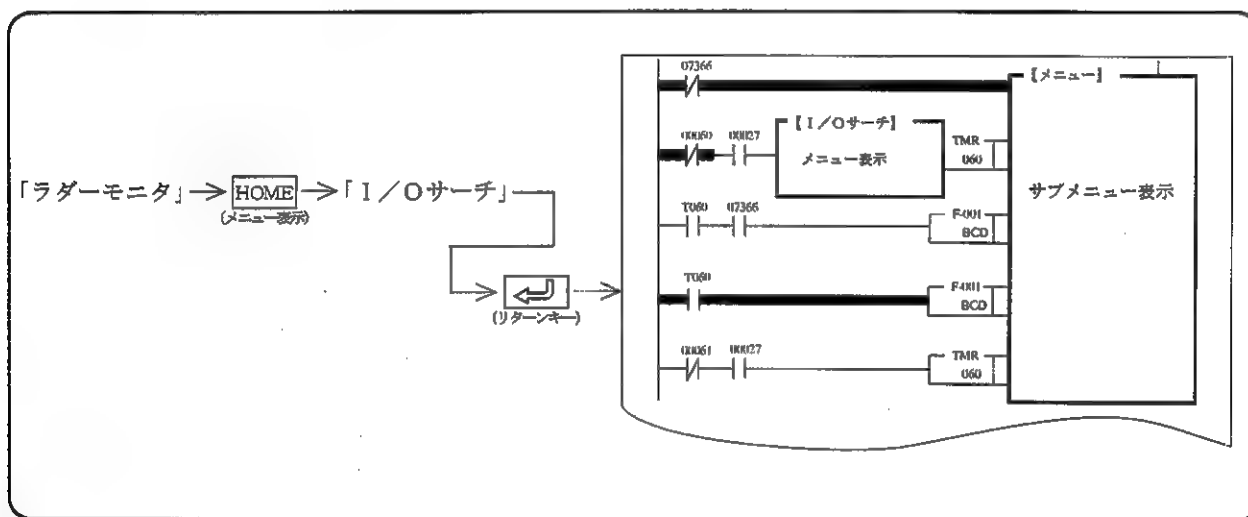 「ラダーモニタ」→HOME→「I/Oサーチ」
(メニュー表示)
(リターンキー)
07366
【メニュー】
サブメニュー表示
00060 00027
【I/Oサーチ】
メニュー表示
TMR
060
T060 07366
F-001
BCD
T060
F-001
BCD
00061 00027
TMR
060